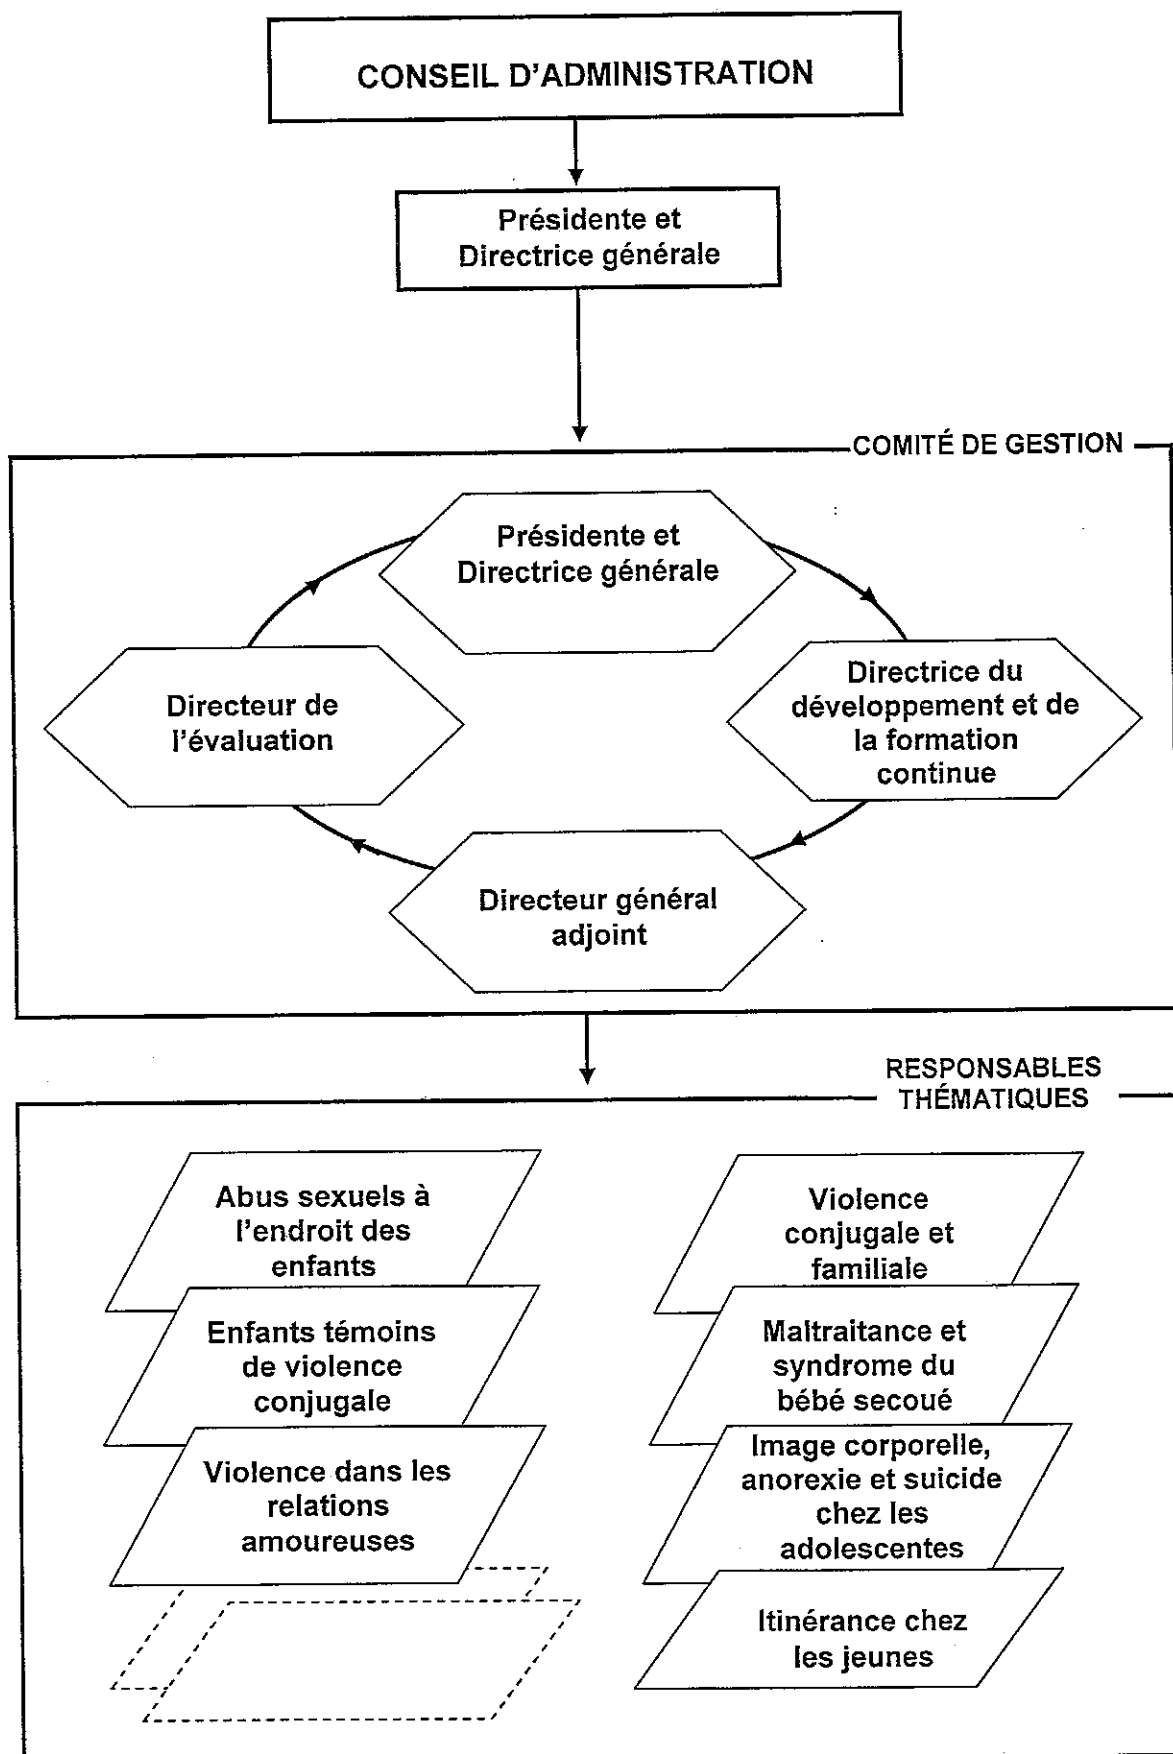 CONSEIL D'ADMINISTRATION
Présidente et
Directrice générale
COMITÉ DE GESTION
Présidente et
Directrice générale
Directeur de
l'évaluation
Directrice du
développement et de
la formation
continue
Directeur général
adjoint
RESPONSABLES
THÉMATIQUES
Abus sexuels à
l'endroit des
enfants
Enfants témoins
de violence
conjugale
Violence dans les
relations
amoureuses
Violence
conjugale et
familiale
Maltraitance et
syndrome du
bébé secoué
Image corporelle,
anorexie et suicide
chez les
adolescentes
Itinérance chez
les jeunes